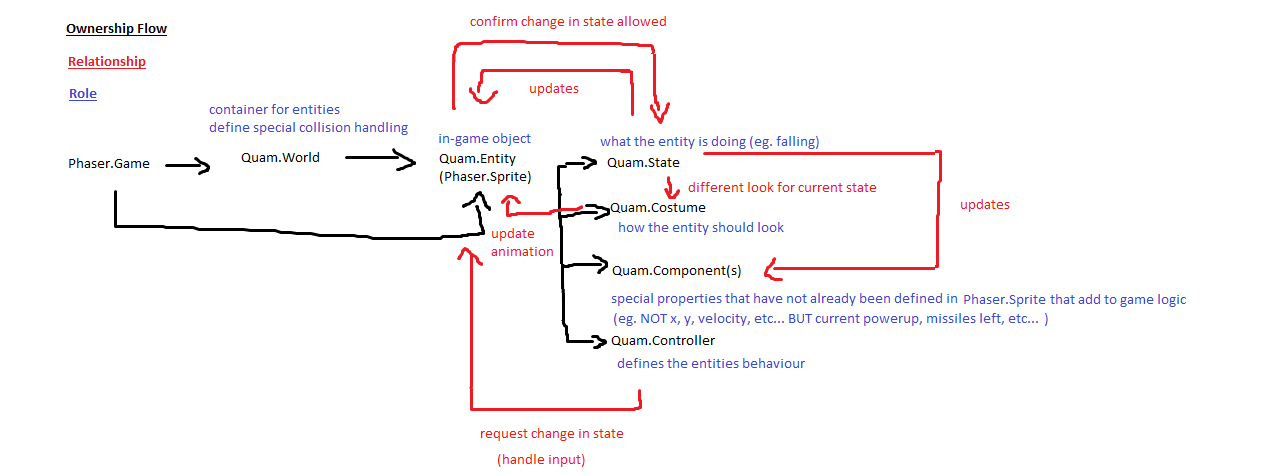 confirm change in state allowed
Ownership Flow
Relationship
updates
Role
container for entities
define special collision handling
in-game object
what the entity is doing (eg. falling)
Phaser.Game
Quam.World
Quam.Entity
(Phaser.Sprite)
Quam.State
different look for current state
Quam.Costume
updates
how the entity should look
update
animation
Quam.Component(s)
special properties that have not already been defined in Phaser.Sprite that add to game logic
(eg. NOT x, y, velocity, etc... BUT current powerup, missiles left, etc... )
Quam.Controller
defines the entities behaviour
request change in state
(handle input)